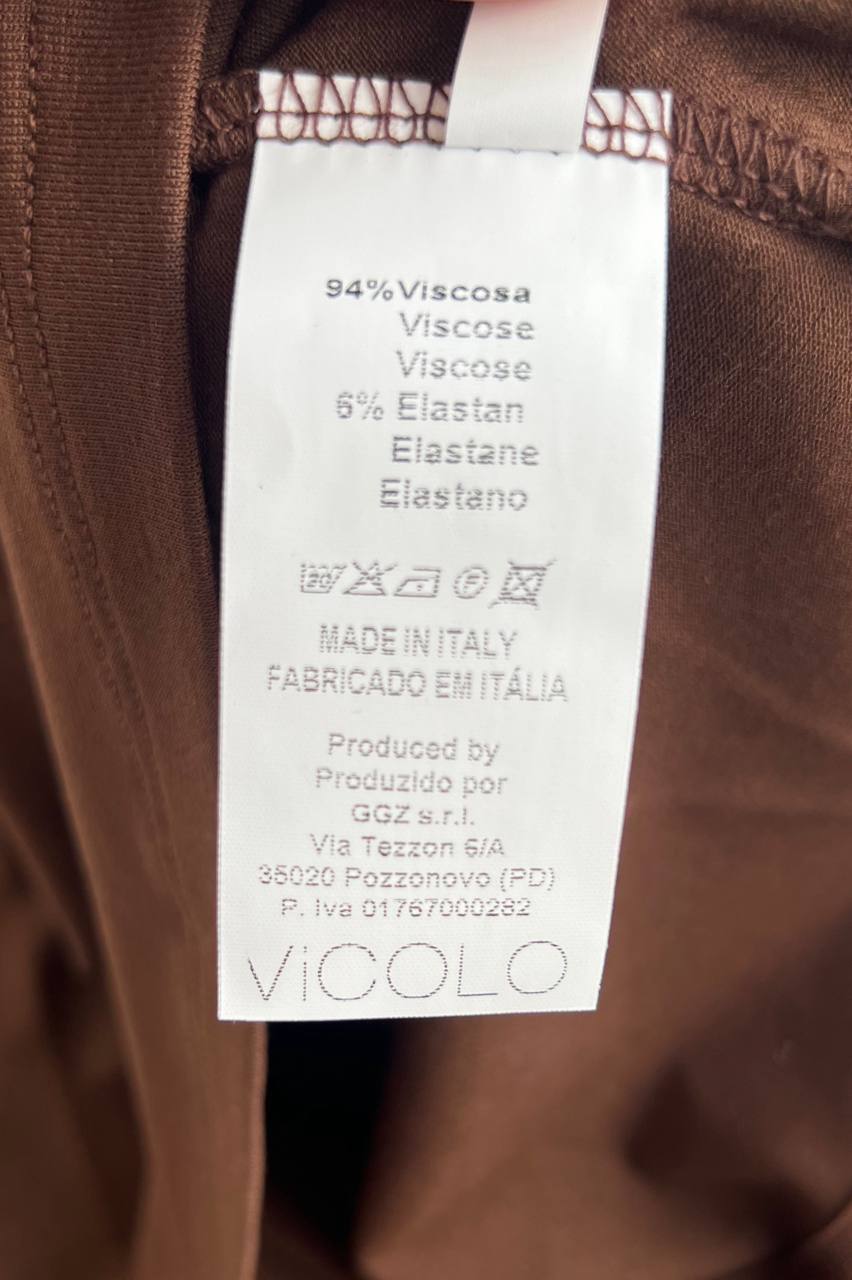 94%Viscosa
Viscose
Viscose
6% Elastan
Elastane
Elastano
MADE IN ITALY
FABRICADO EM ITÁLIA
Produced by
Produzido por
GGZ s.r.l.
Via Tezzon 6/A
35020 Pozzonovo (PD)
P. Iva 01767000282
ViCOLO